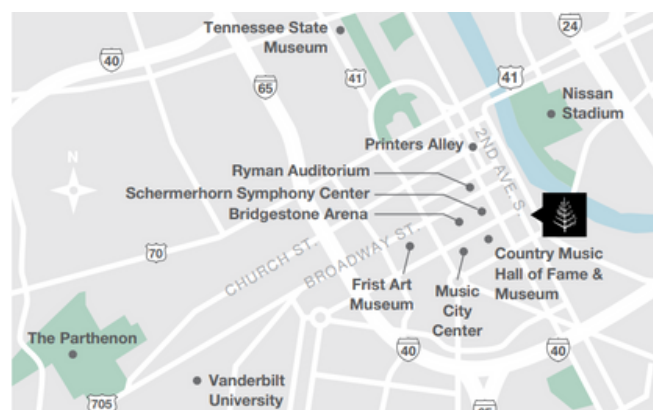 Tennessee State
Museum
24
40
65
41
41
Nissan
Stadium
Printers Alley
2ND AVE. S.
N
Ryman Auditorium
Schermerhorn Symphony Center
Bridgestone Arena
70
CHURCH ST.
BROADWAY ST.
Country Music
Hall of Fame &
Museum
Frist Art
Museum
Music
City
Center
The Parthenon
40
40
Vanderbilt
University
705